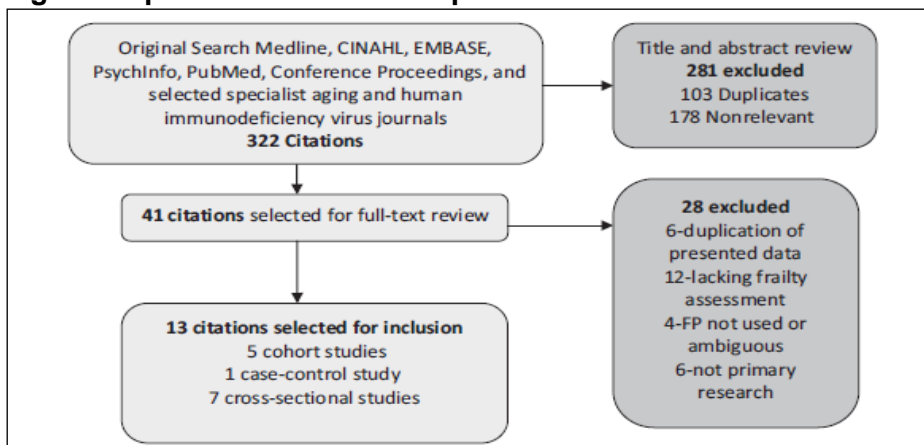 Original Search Medline, CINAHL, EMBASE,
PsychInfo, PubMed, Conference Proceedings, and
selected specialist aging and human
immunodeficiency virus journals
322 Citations
Title and abstract review
281 excluded
103 Duplicates
178 Nonrelevant
41 citations selected for full-text review
28 excluded
6-duplication of
presented data
12-lacking frailty
assessment
4-FP not used or
ambiguous
6-not primary
research
13 citations selected for inclusion
5 cohort studies
1 case-control study
7 cross-sectional studies